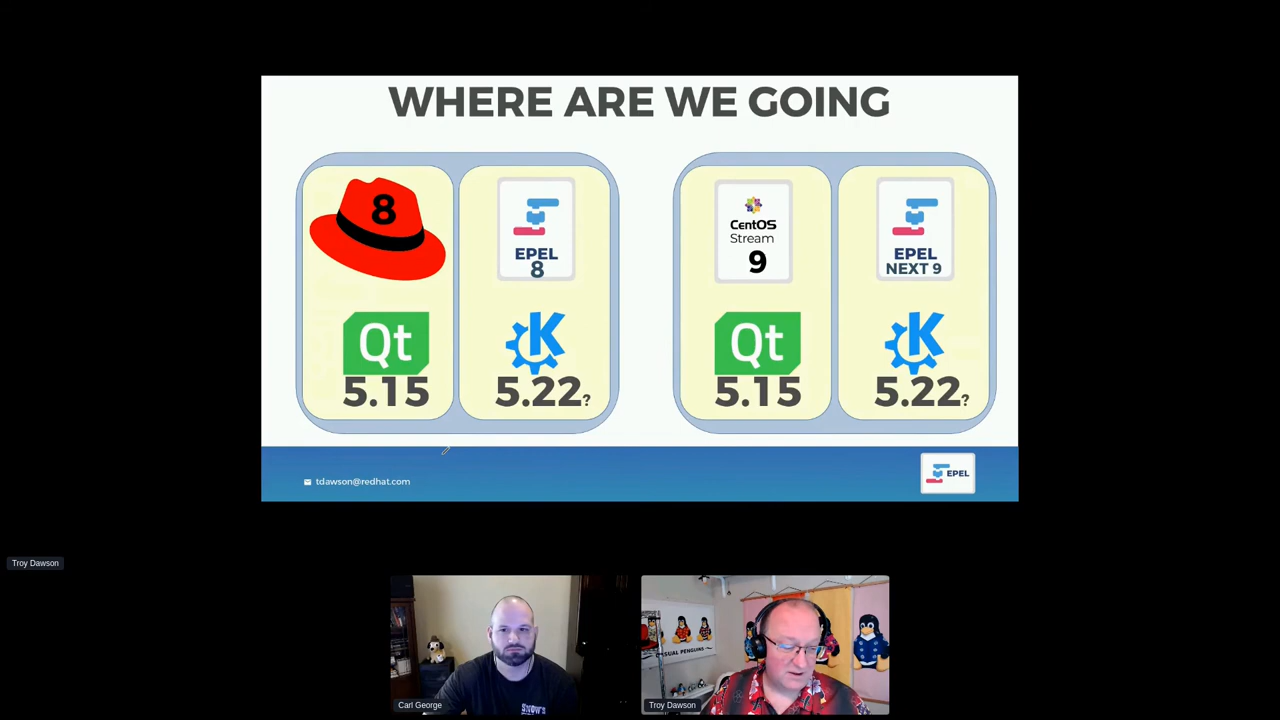 WHERE ARE WE GOING
8
EPEL
8
CentOS
Stream
9
EPEL
NEXT 9
Qt
K
Qt
K
5.15
5.22?
5.15
5.22?
tdawson@redhat.com
EPEL
Troy Dawson
Carl George
Troy Dawson